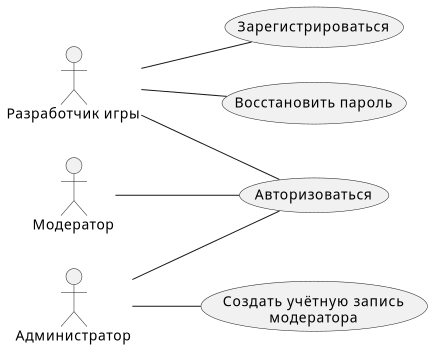 Зарегистрироваться
Восстановить пароль
Разработчик игры
Авторизоваться
Модератор
Создать учётную запись
модератора
Администратор